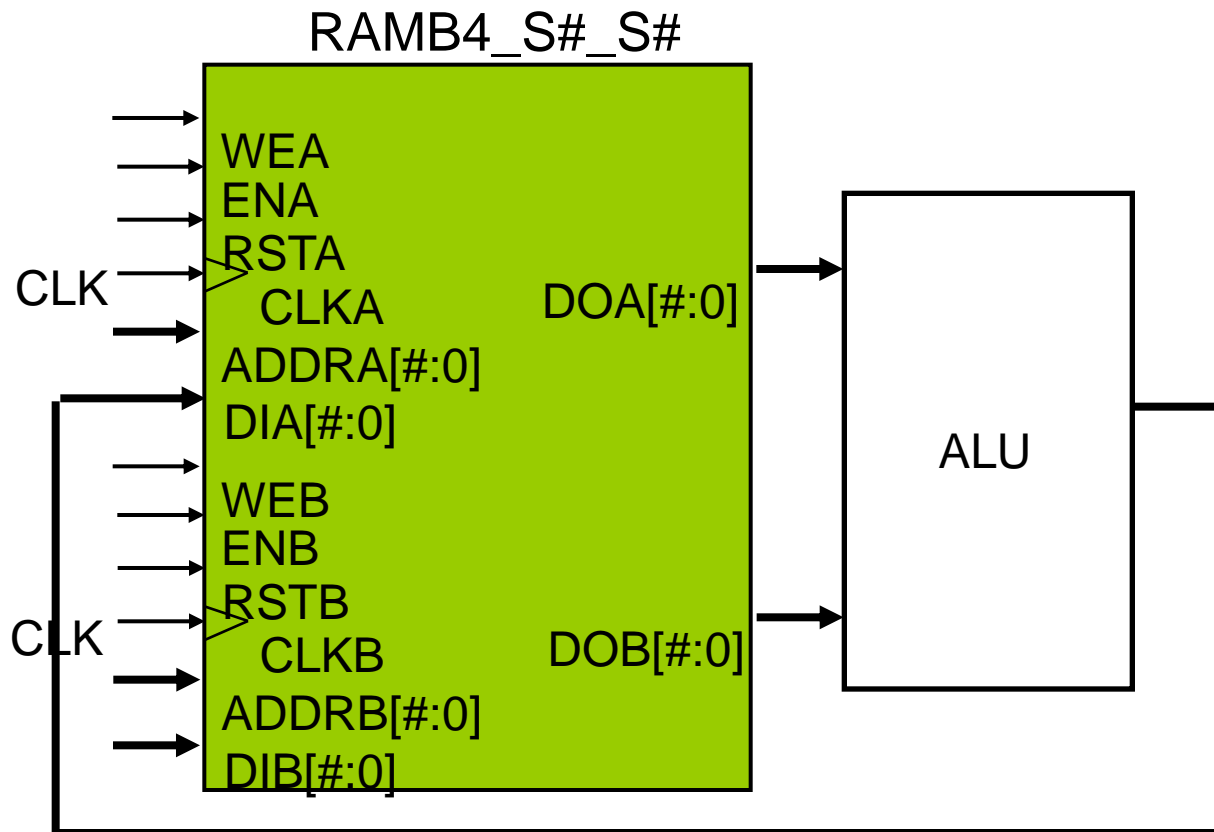 RAMB4_S#_S#
WEA
ENA
RSTA
CLK
CLKA
DOA[#:0]
ADDRA[#:0]
DIA[#:0]
ALU
WEB
ENB
RSTB
CLK
CLKB
DOB[#:0]
ADDRB[#:0]
DIB[#:0]